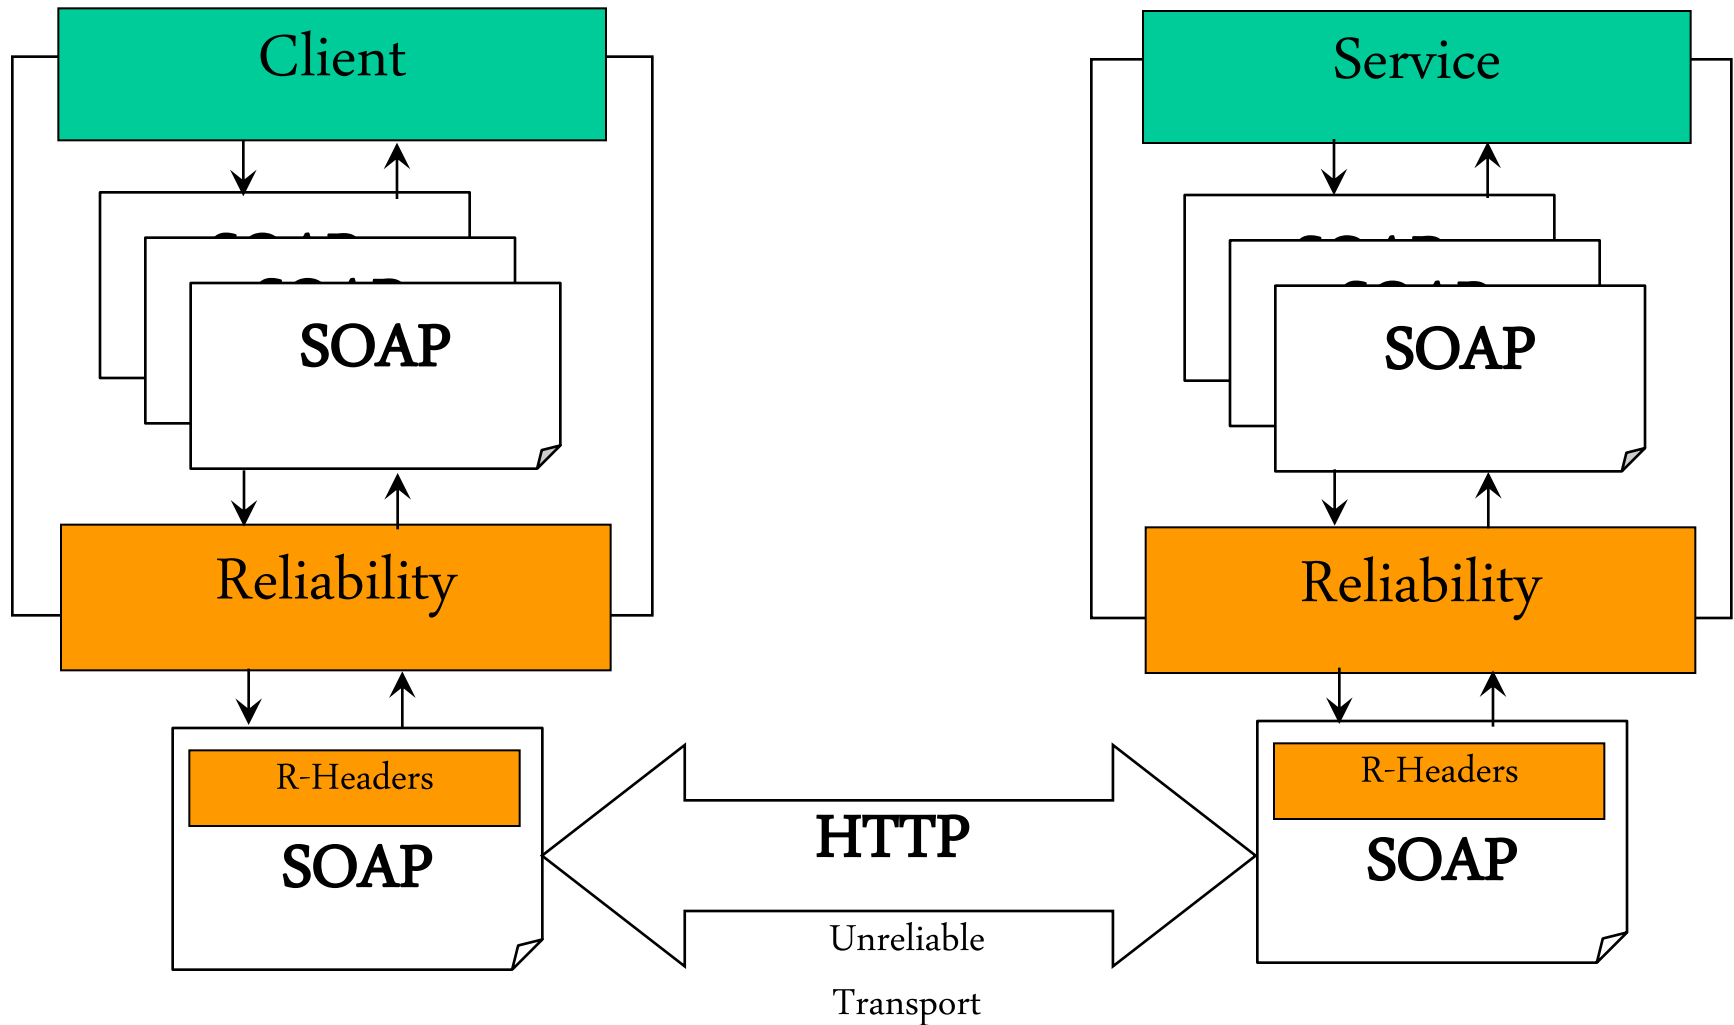 Client
SOAP
Reliability
R-Headers
SOAP
HTTP
Unreliable
Transport
Service
SOAP
Reliability
R-Headers
SOAP